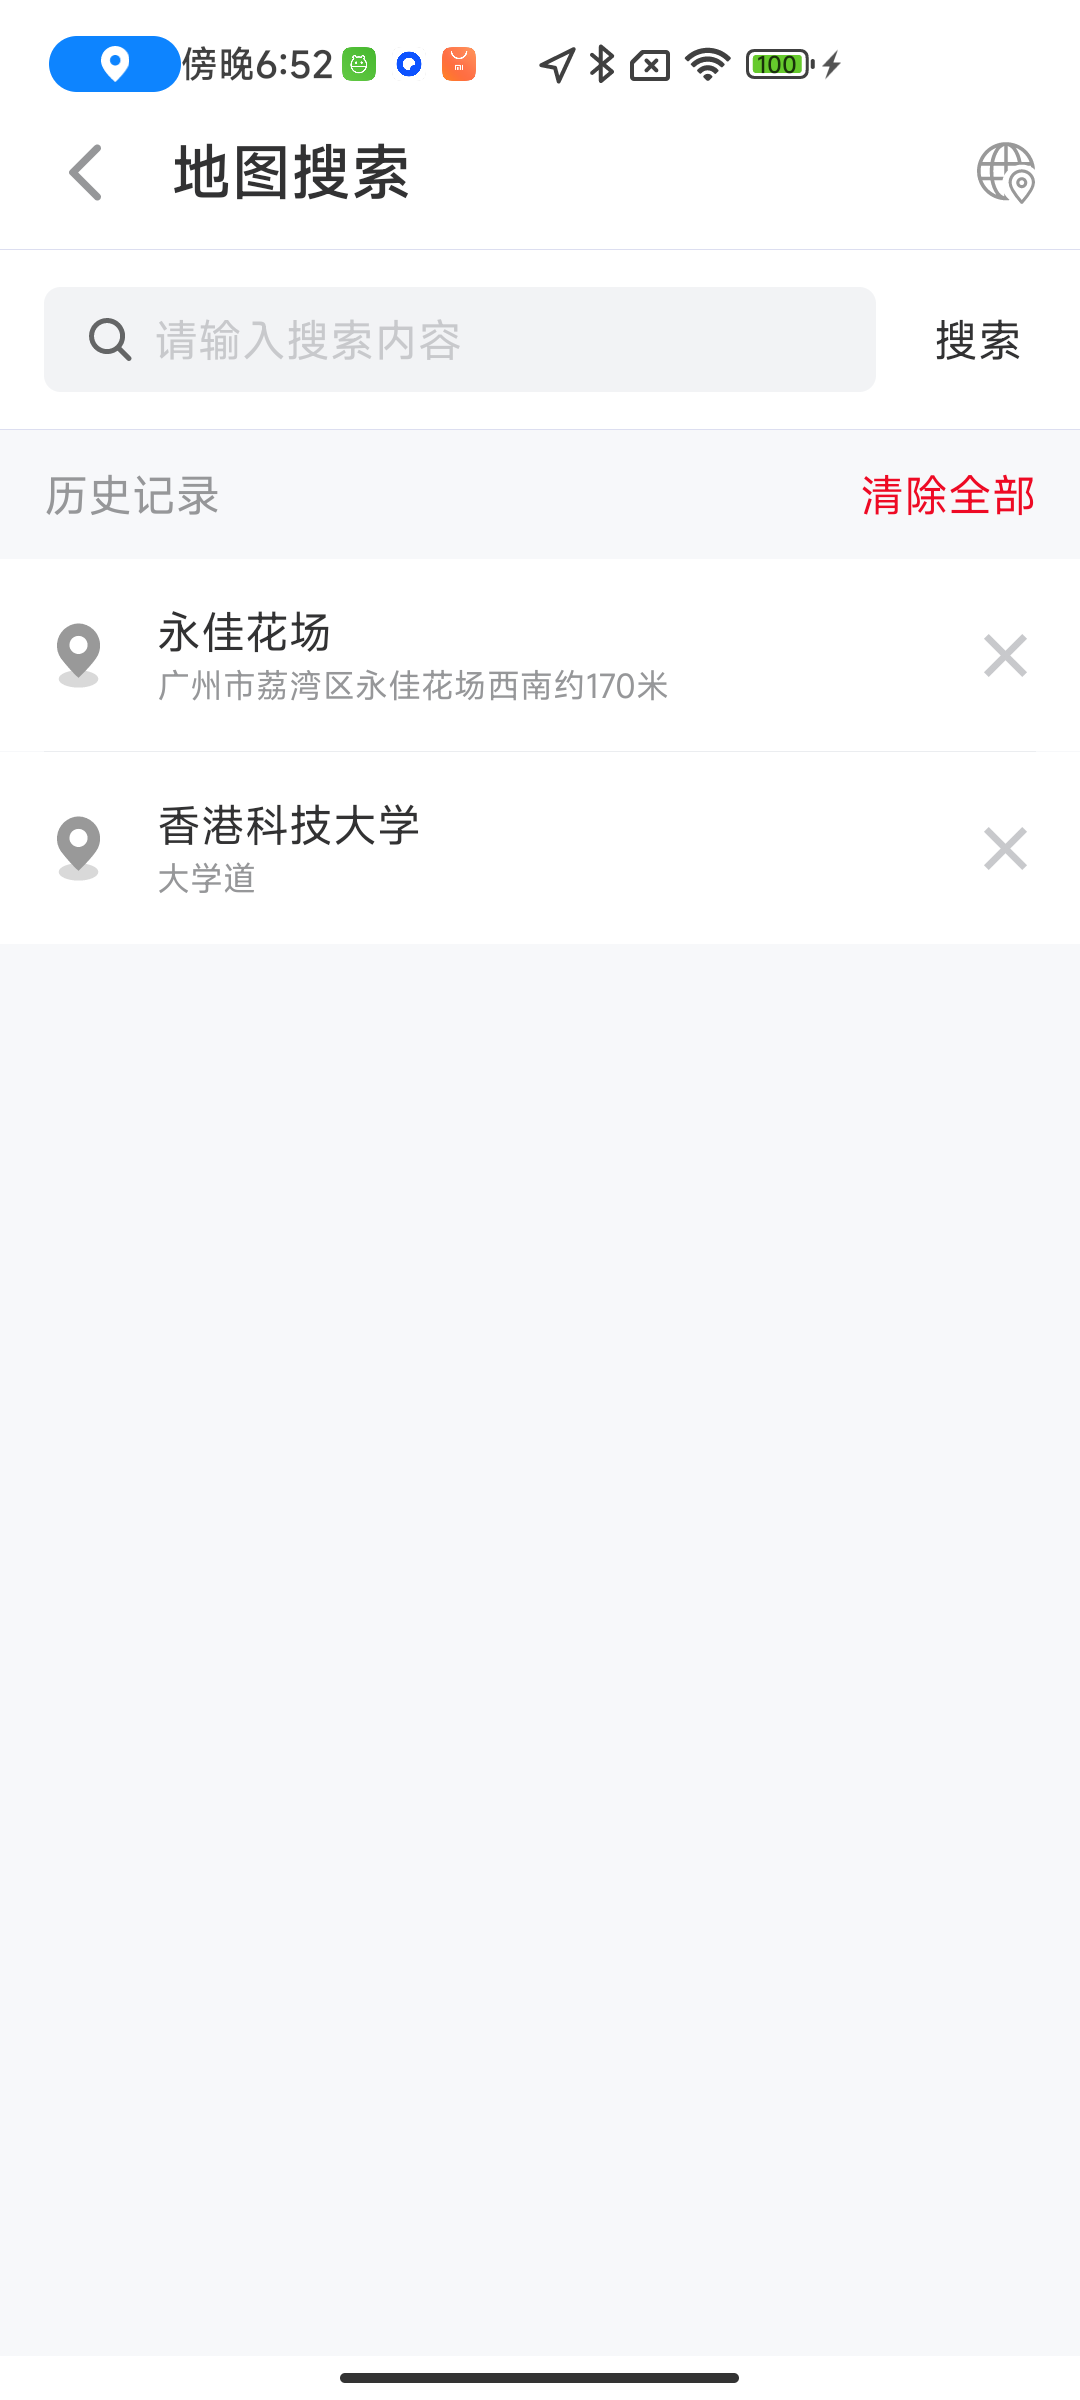 傍晚6:52
100
地图搜索
请输入搜索内容
搜索
历史记录
清除全部
永佳花场
广州市荔湾区永佳花场西南约170米
香港科技大学
大学道